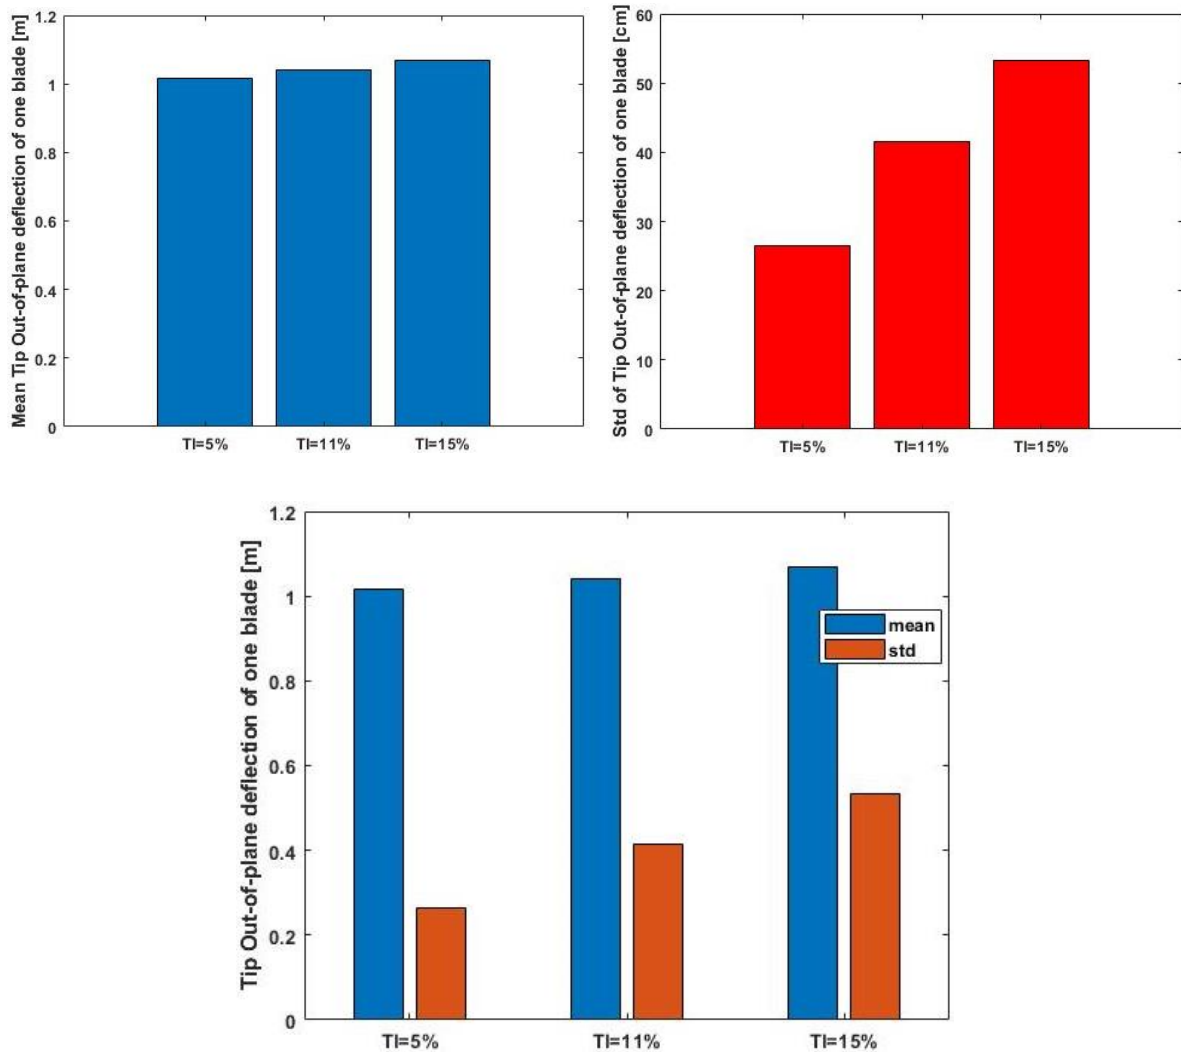 Mean Tip Out-of-plane deflection of one blade [m]
1.2
1
0.8
0.6
0.4
0.2
0
TI=5%
TI=11%
TI=15%
Std of Tip Out-of-plane deflection of one blade [cm]
60
50
40
30
20
10
0
TI=5%
TI=11%
TI=15%
Tip Out-of-plane deflection of one blade [m]
1.2
1
0.8
0.6
0.4
0.2
0
TI=5%
TI=11%
TI=15%
mean
std